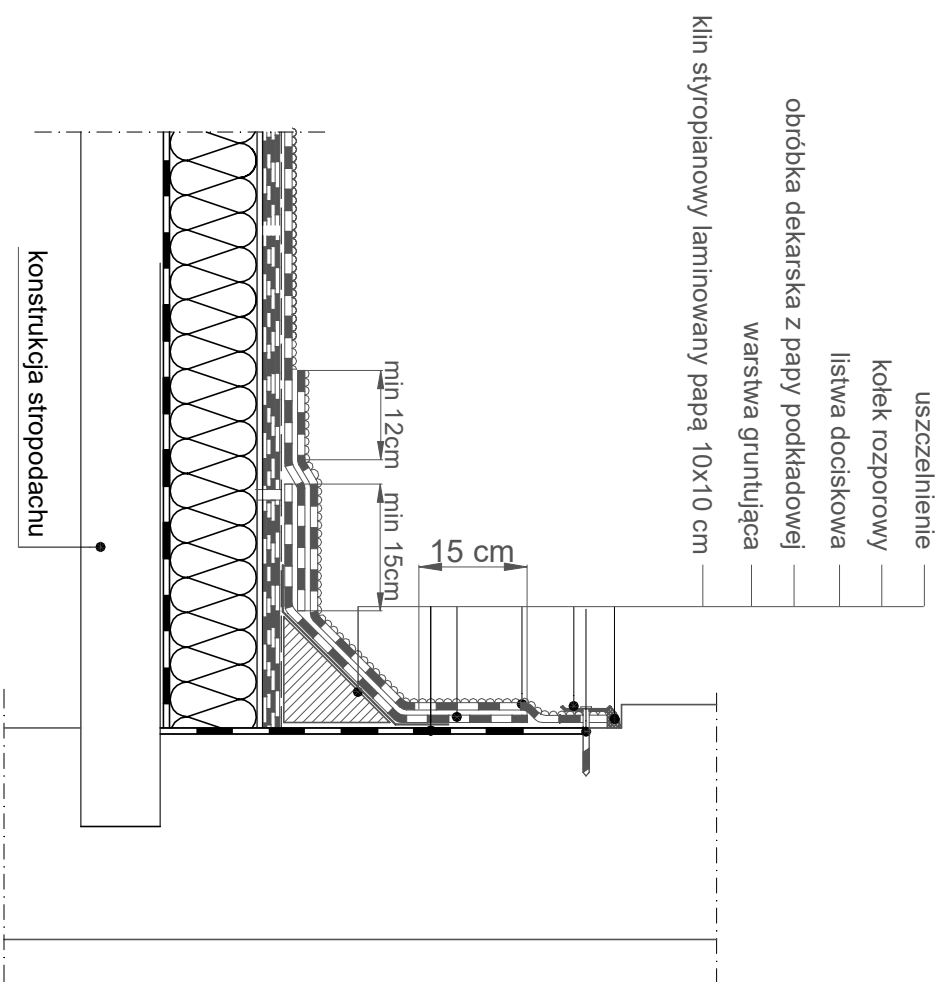 uszczelnienie
kołek rozporowy
listwa dociskowa
obróbka dekarska z papy podkładowej
warstwa gruntująca
klin styropianowy laminowany papą 10x10 cm
15 cm
min 12cm
min 15cm
konstrukcja stropodachu